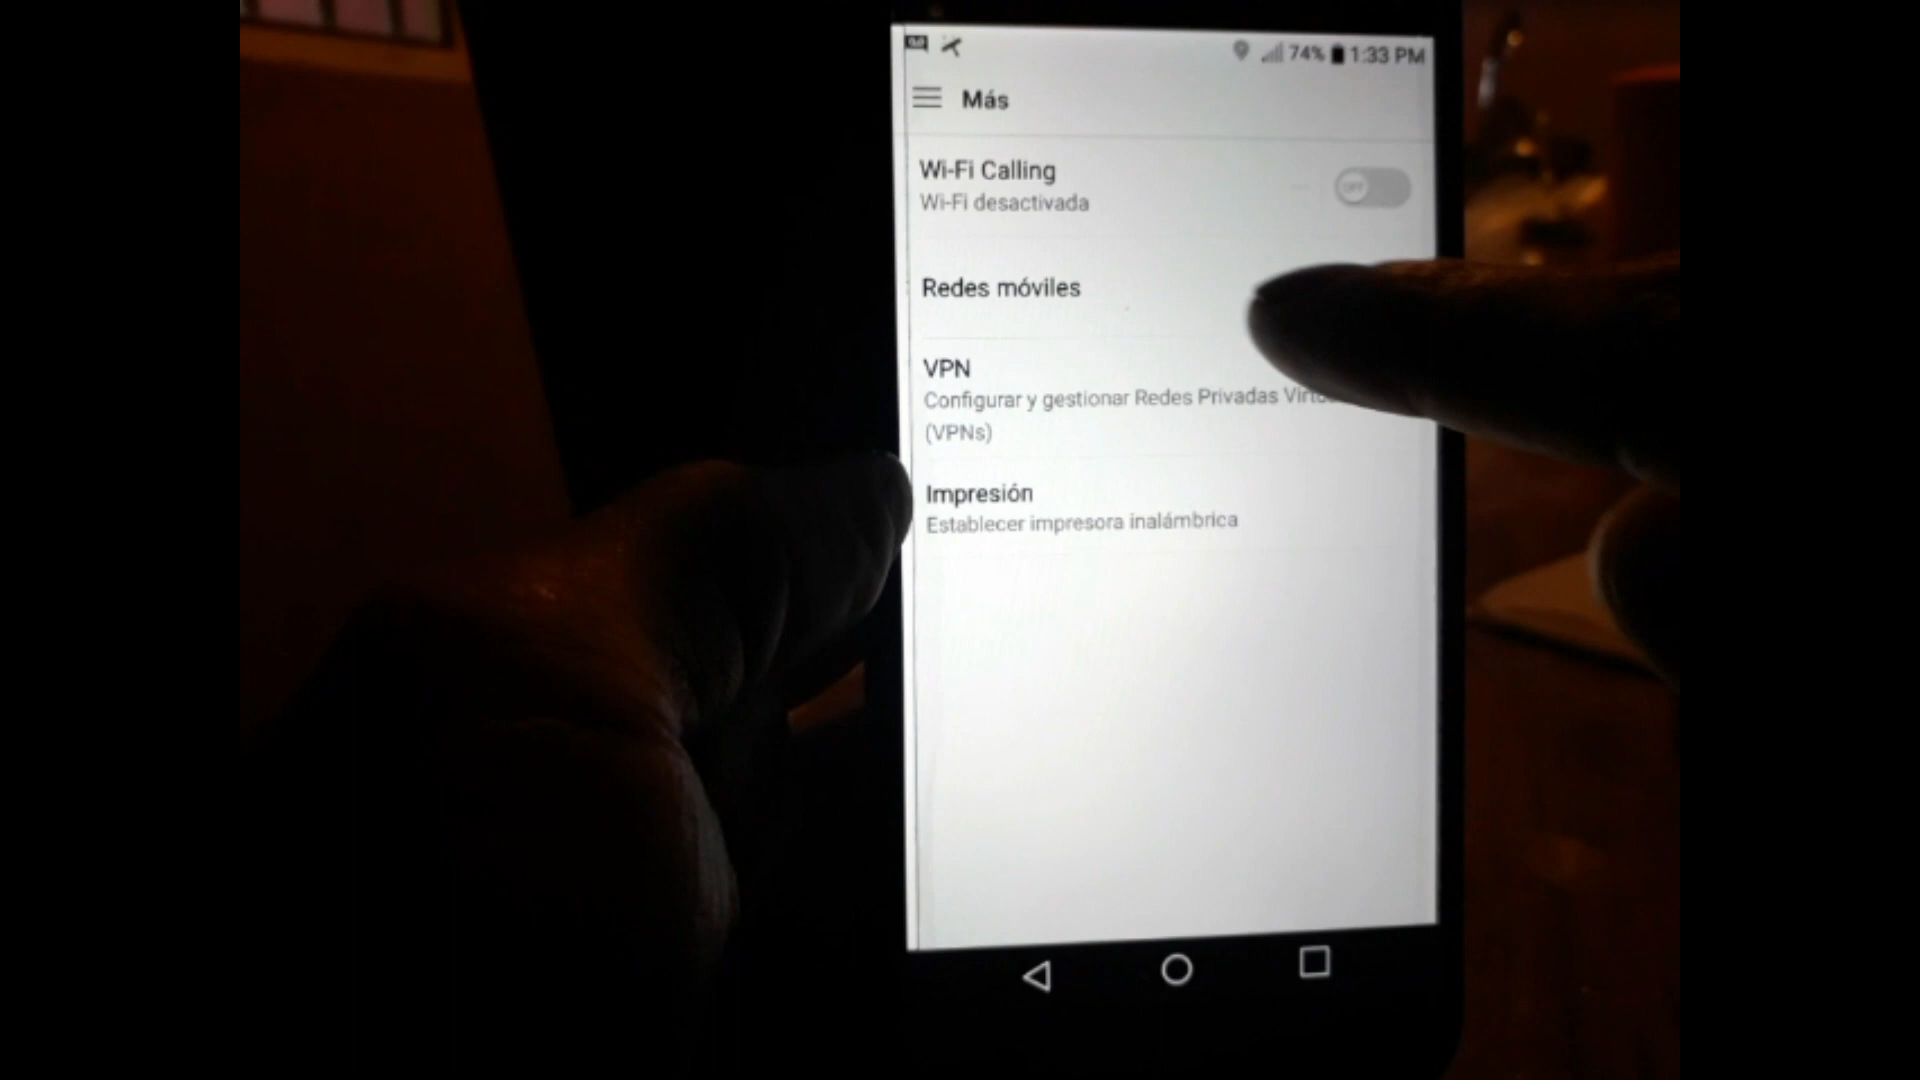 74% 1:33 PM
Más
Wi-Fi Calling
Wi-Fi desactivada
OFF
Redes móviles
VPN
Configurar y gestionar Redes Privadas
(VPNs)
Impresión
Establecer impresora inalámbrica